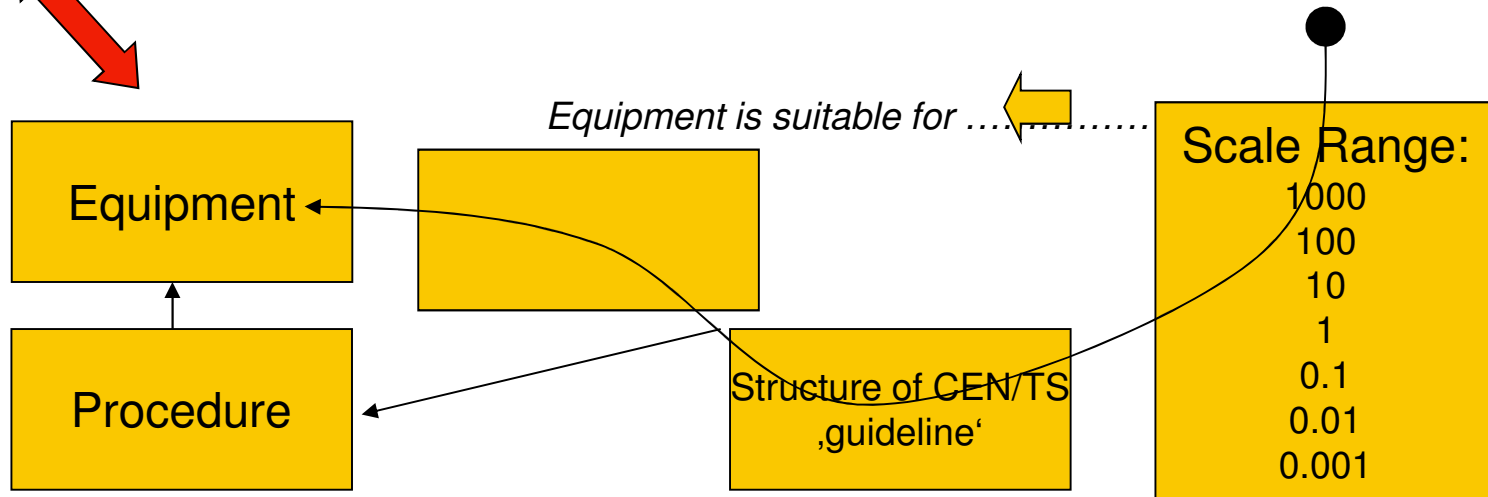 Equipment is suitable for ……………
Equipment
Procedure
Structure of CEN/TS
‚guideline‘
Scale Range:
1000
100
10
1
0.1
0.01
0.001